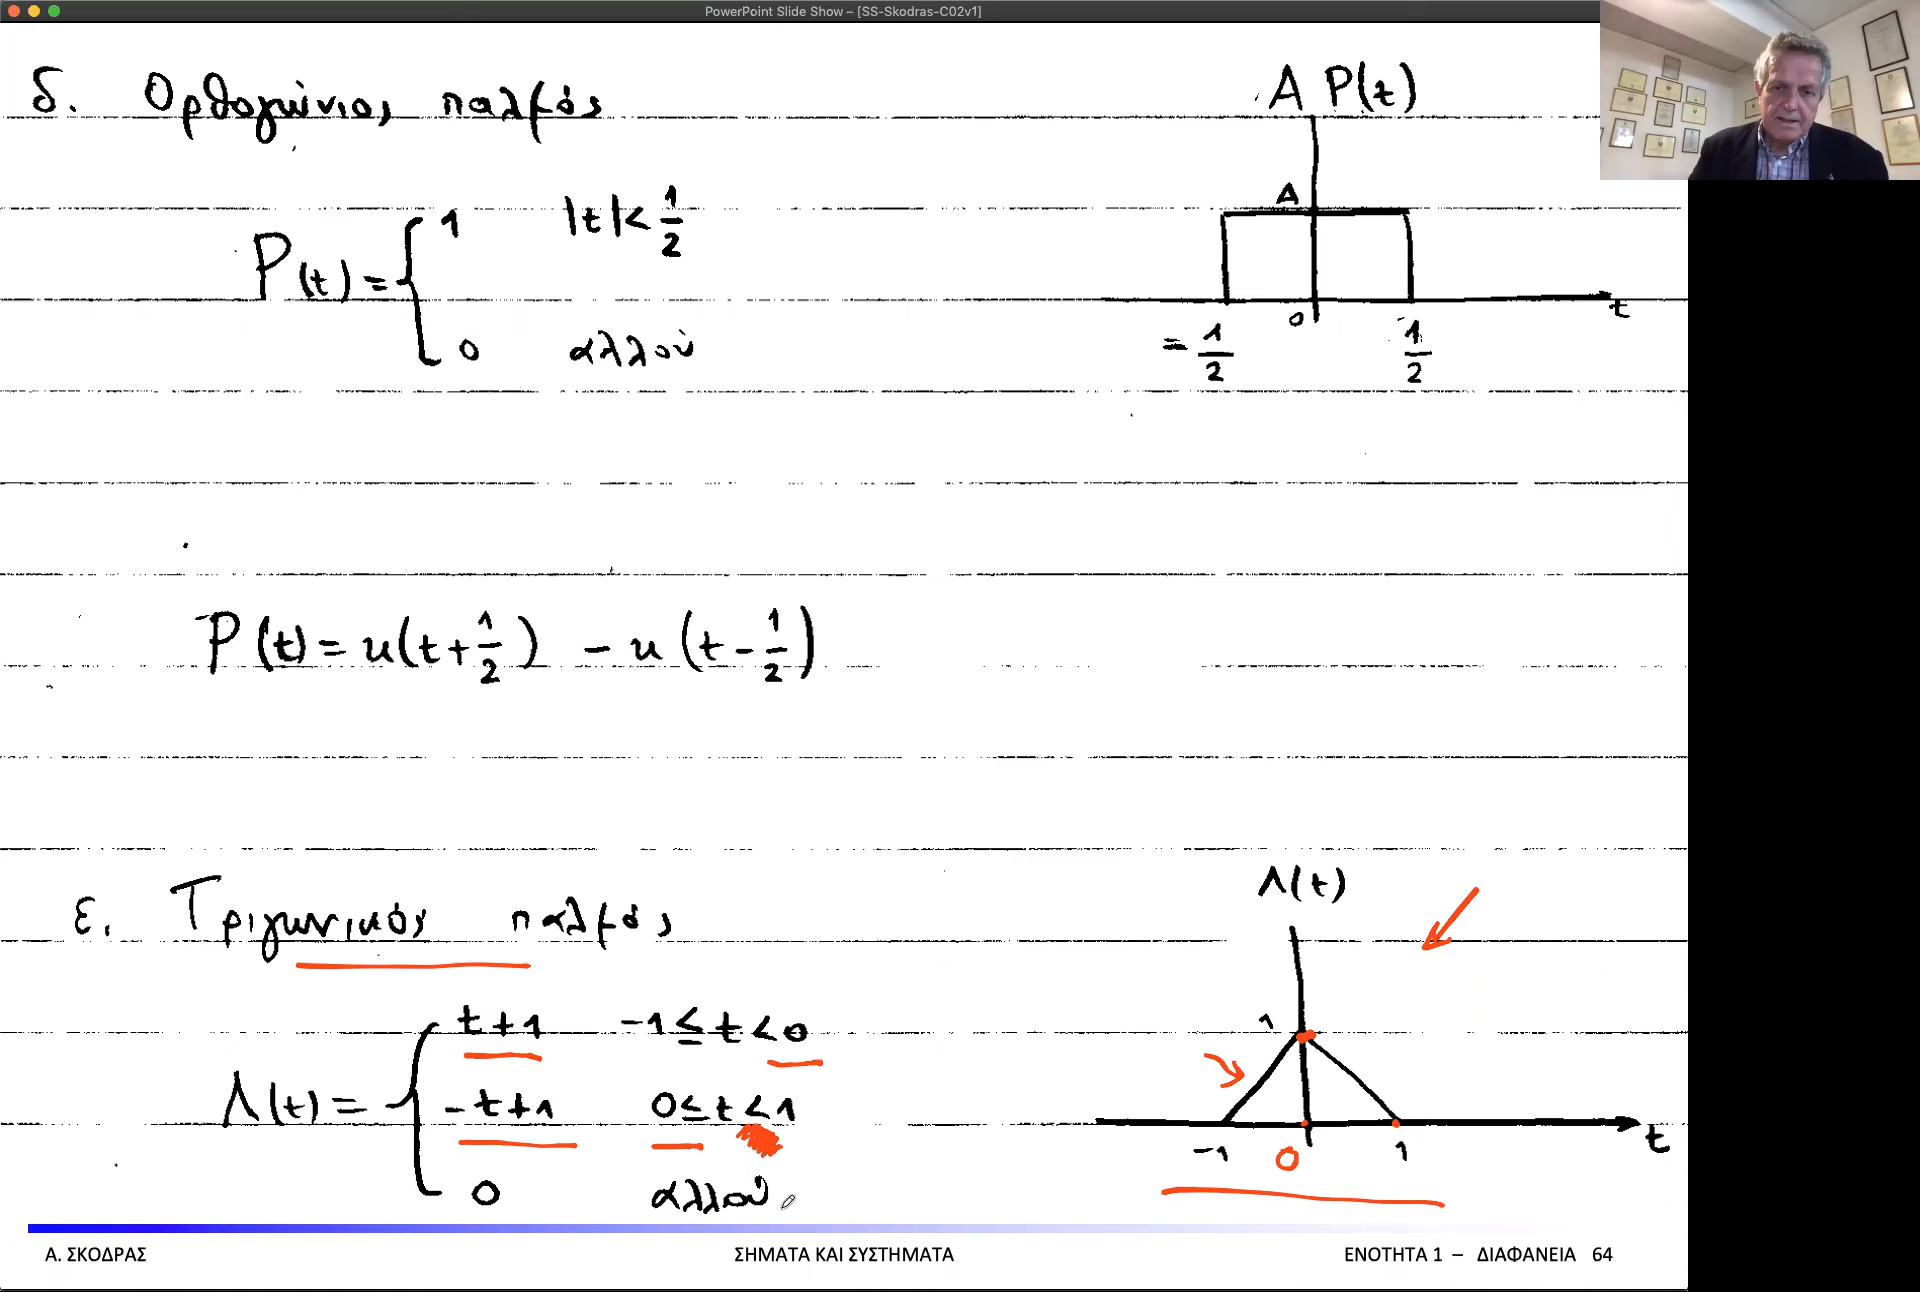 PowerPoint Slide Show – [SS-Skodras-C02v1]
δ. Ορθογώνιος παλμός
A P(t)
A
P(t) = { 1 |t| < 1/2
0 αλλού
0 t
= 1/2 1/2
P(t) = u(t + 1/2) - u(t - 1/2)
ε. Τριγωνικός παλμός
Λ(t)
1
Λ(t) = { t+1 -1 ≤ t < 0
-t+1 0 ≤ t < 1
0 αλλού
-1 0 1 t
Α. ΣΚΟΔΡΑΣ
ΣΗΜΑΤΑ ΚΑΙ ΣΥΣΤΗΜΑΤΑ
ΕΝΟΤΗΤΑ 1 – ΔΙΑΦΑΝΕΙΑ 64